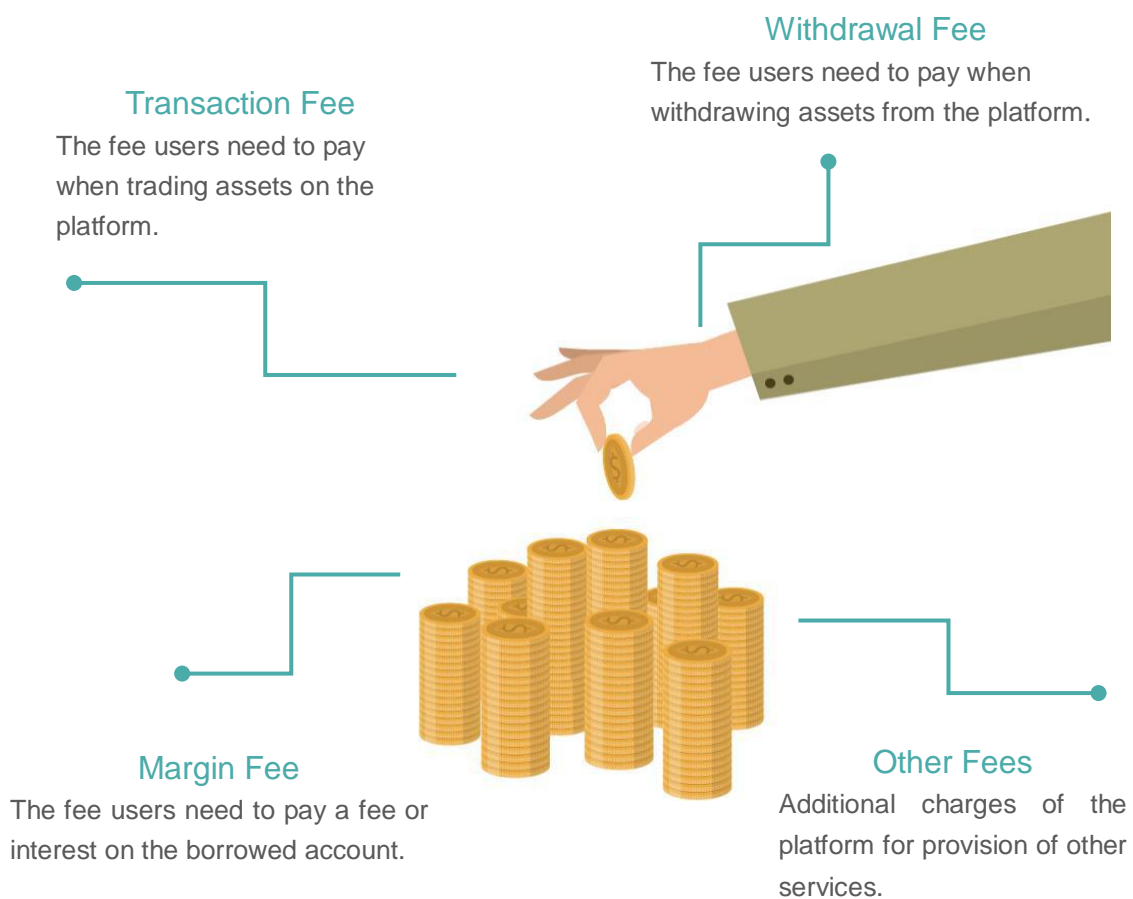 Withdrawal Fee
The fee users need to pay when
withdrawing assets from the platform.
Transaction Fee
The fee users need to pay
when trading assets on the
platform.
Margin Fee
The fee users need to pay a fee or
interest on the borrowed account.
Other Fees
Additional charges of the
platform for provision of other
services.